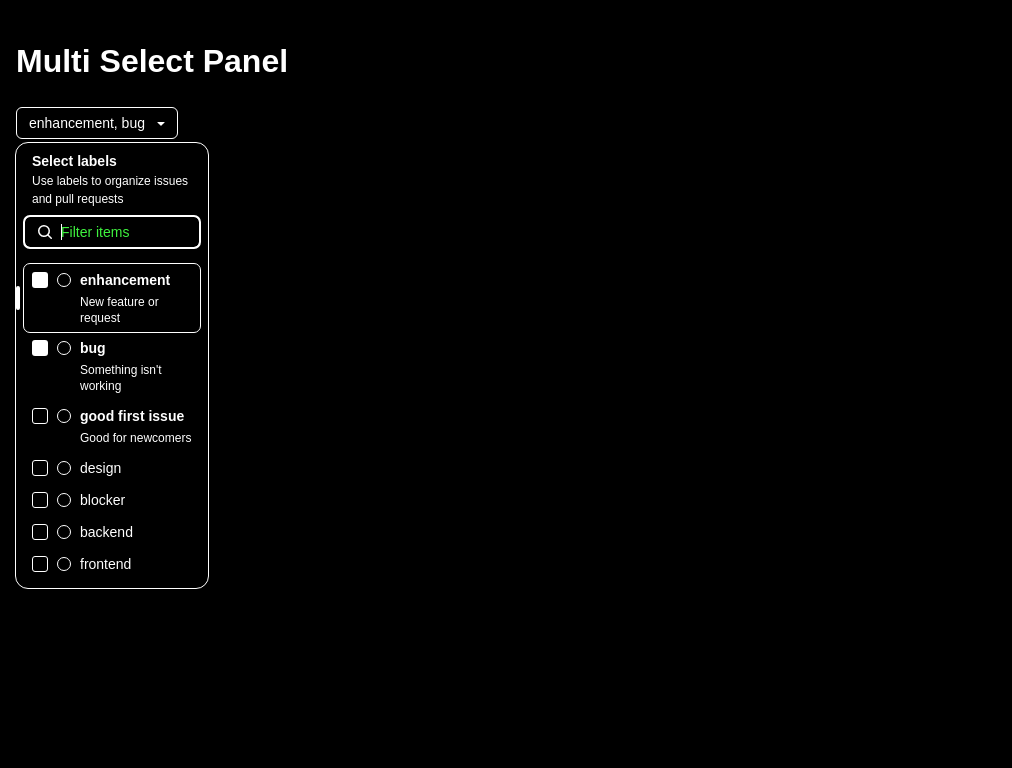 Multi Select Panel
enhancement, bug
Select labels
Use labels to organize issues
and pull requests
Filter items
enhancement
New feature or
request
bug
Something isn't
working
good first issue
Good for newcomers
design
blocker
backend
frontend